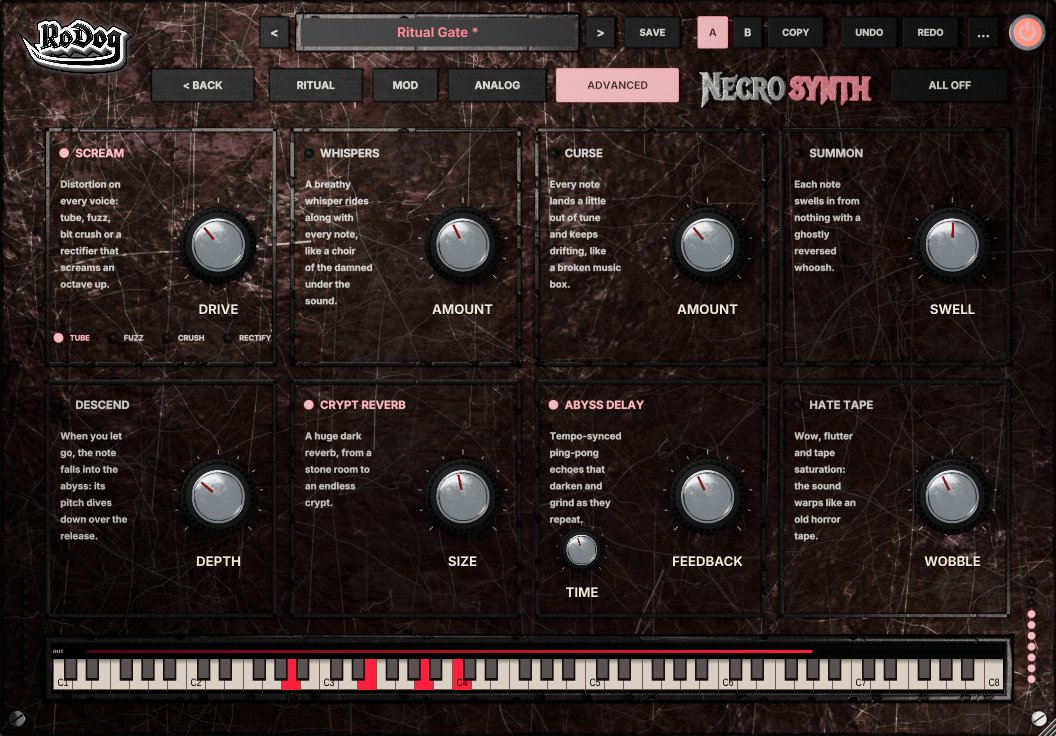 RoDog
<
Ritual Gate *
>
SAVE
A
B
COPY
UNDO
REDO
...
< BACK
RITUAL
MOD
ANALOG
ADVANCED
NECRO SYNTH
ALL OFF
SCREAM
Distortion on
every voice:
tube, fuzz,
bit crush or a
rectifier that
screams an
octave up.
DRIVE
TUBE
FUZZ
CRUSH
RECTIFY
WHISPERS
A breathy
whisper rides
along with
every note,
like a choir
of the damned
under the
sound.
AMOUNT
CURSE
Every note
lands a little
out of tune
and keeps
drifting, like
a broken music
box.
AMOUNT
SUMMON
Each note
swells in from
nothing with a
ghostly
reversed
whoosh.
SWELL
DESCEND
When you let
go, the note
falls into the
abyss: its
pitch dives
down over the
release.
DEPTH
CRYPT REVERB
A huge dark
reverb, from a
stone room to
an endless
crypt.
SIZE
ABYSS DELAY
Tempo-synced
ping-pong
echoes that
darken and
grind as they
repeat.
TIME
FEEDBACK
HATE TAPE
Wow, flutter
and tape
saturation:
the sound
warps like an
old horror
tape.
WOBBLE
OUT
C1
C2
C3
C4
C5
C6
C7
C8